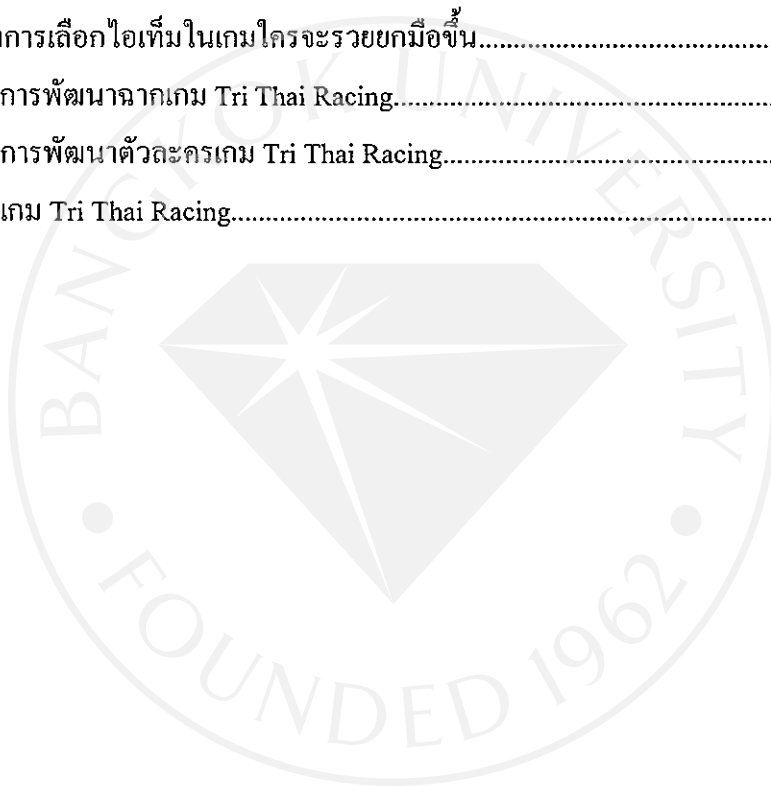 การเลือกไอเท็มในเกมใครจะรวยยกมือขึ้น........................................
การพัฒนาฉากเกม Tri Thai Racing........................................................
การพัฒนาตัวละครเกม Tri Thai Racing................................................
เกม Tri Thai Racing................................................................................
BANGKOK UNIVERSITY
FOUNDED 1962